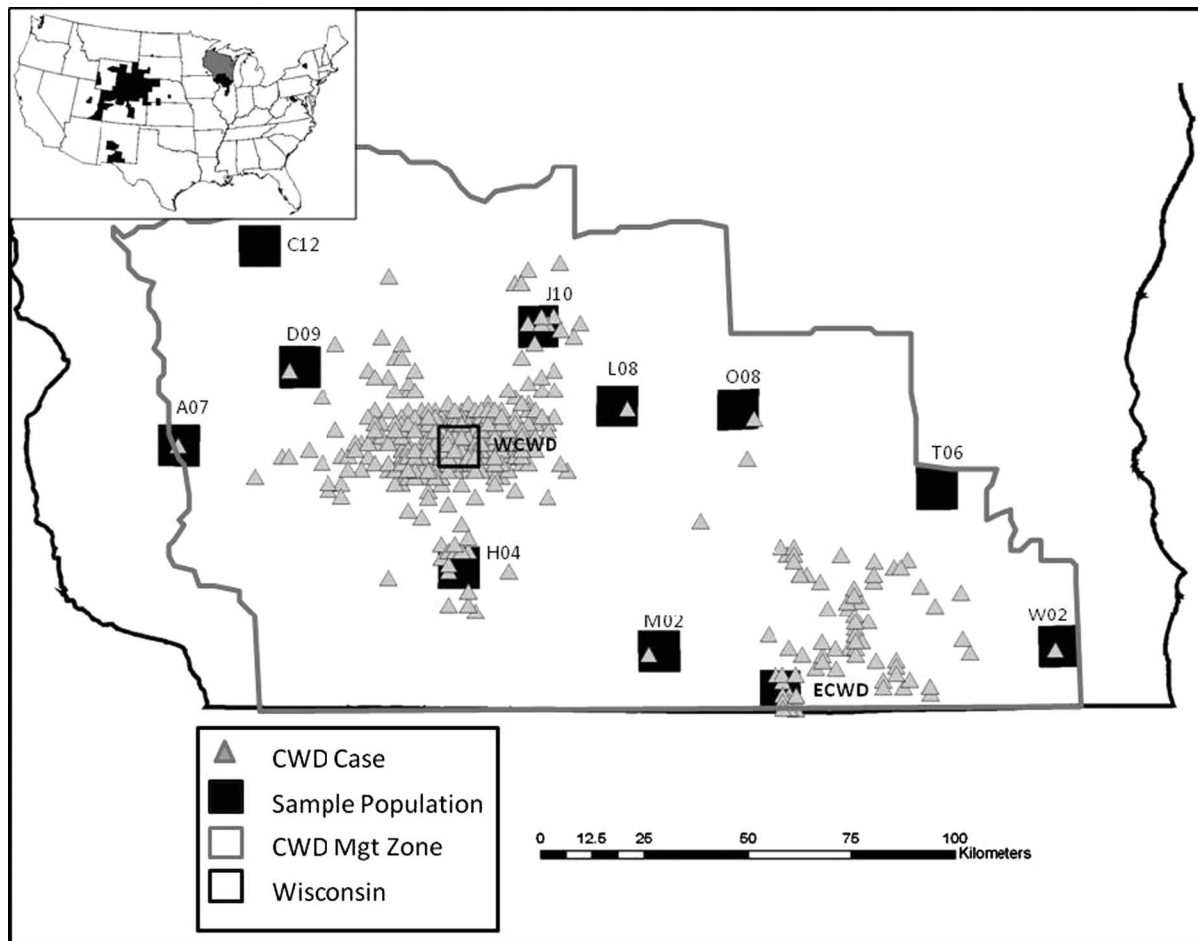 C12
J10
D09
L08
O08
A07
WCWD
T06
H04
M02
W02
ECWD
CWD Case
Sample Population
CWD Mgt Zone
Wisconsin
0 12.5 25 50 75 100
Kilometers